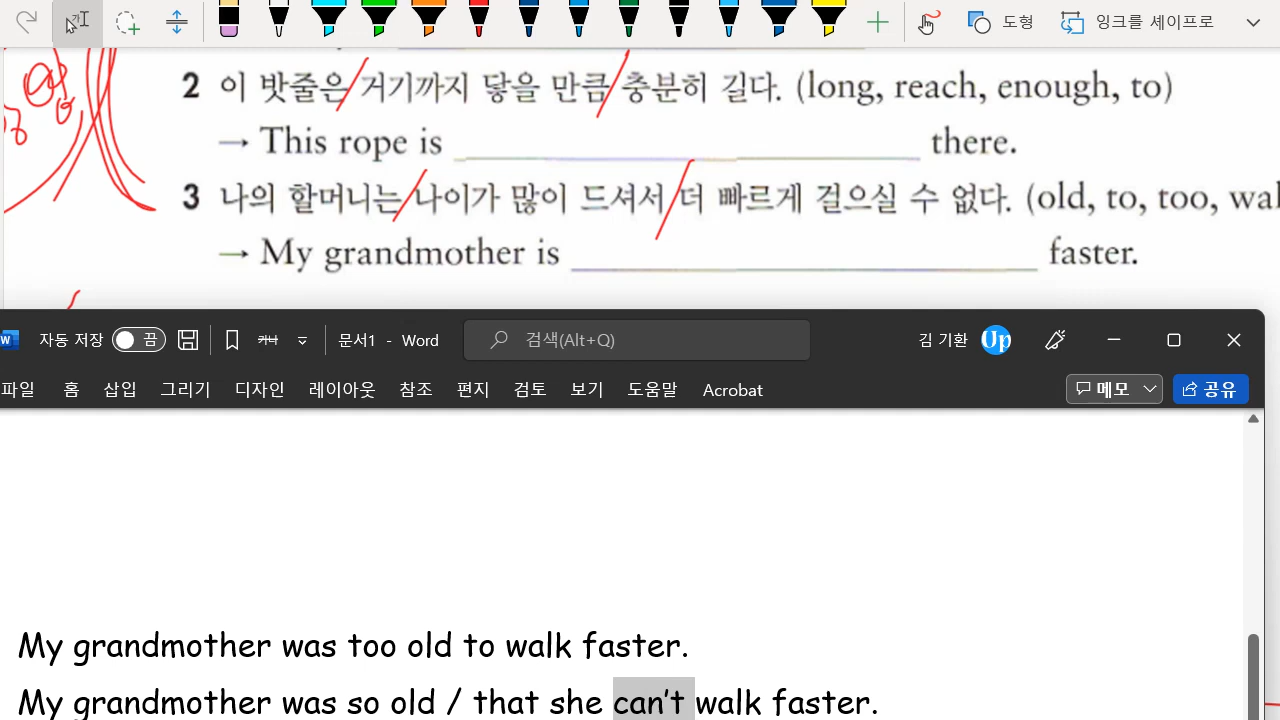 도형 잉크를 셰이프로
2 이 밧줄은 거기까지 닿을 만큼 충분히 길다. (long, reach, enough, to)
→ This rope is ____ there.
3 나의 할머니는 나이가 많이 드셔서 더 빠르게 걸으실 수 없다. (old, to, too, wal
→ My grandmother is ____ faster.
자동 저장 끔 가나 문서1 - Word 검색(Alt+Q) 김 기환 Up
파일 홈 삽입 그리기 디자인 레이아웃 참조 편지 검토 보기 도움말 Acrobat 메모 공유
My grandmother was too old to walk faster.
My grandmother was so old / that she can't walk faster.